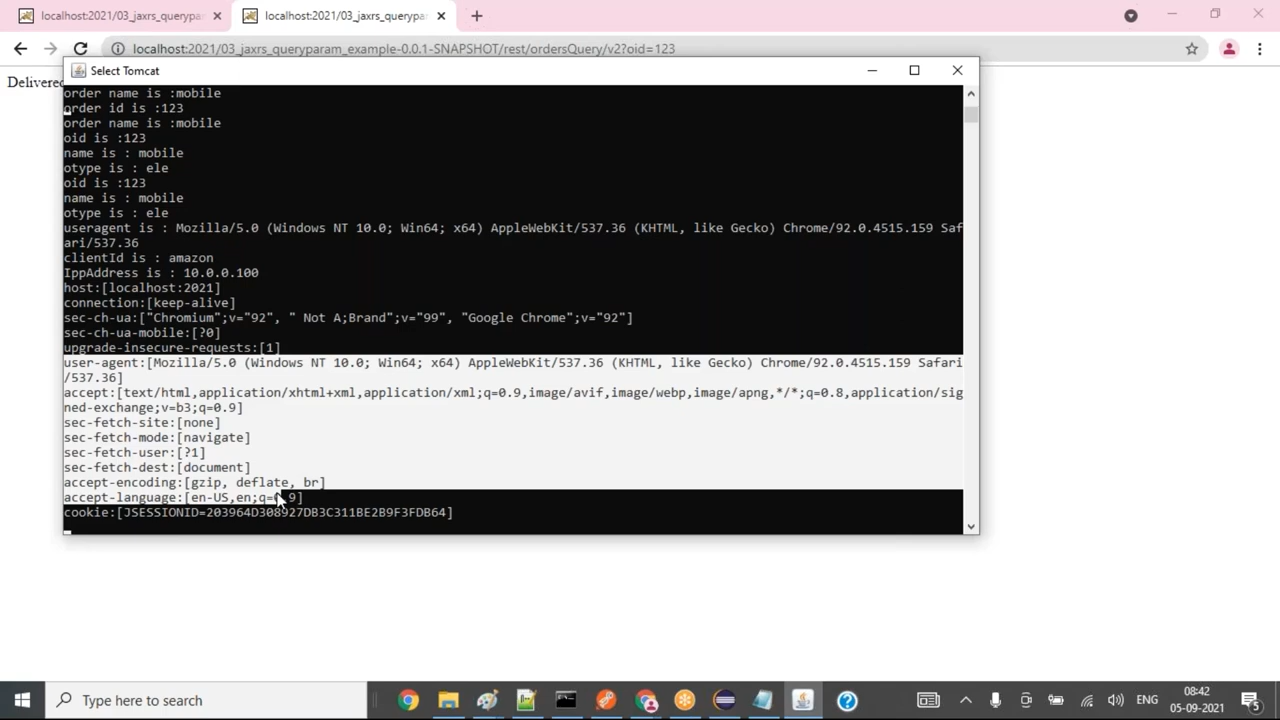 localhost:2021/03_jaxrs_querypar
localhost:2021/03_jaxrs_querypar
localhost:2021/03_jaxrs_queryparam_example-0.0.1-SNAPSHOT/rest/ordersQuery/v2?oid=123
Delivered
Select Tomcat
order name is :mobile
order id is :123
order name is :mobile
oid is :123
name is : mobile
otype is : ele
oid is :123
name is : mobile
otype is : ele
useragent is : Mozilla/5.0 (Windows NT 10.0; Win64; x64) AppleWebKit/537.36 (KHTML, like Gecko) Chrome/92.0.4515.159 Saf
ari/537.36
clientId is : amazon
IppAddress is : 10.0.0.100
host:[localhost:2021]
connection:[keep-alive]
sec-ch-ua:["Chromium";v="92", " Not A;Brand";v="99", "Google Chrome";v="92"]
sec-ch-ua-mobile:[?0]
upgrade-insecure-requests:[1]
user-agent:[Mozilla/5.0 (Windows NT 10.0; Win64; x64) AppleWebKit/537.36 (KHTML, like Gecko) Chrome/92.0.4515.159 Safari
/537.36]
accept:[text/html,application/xhtml+xml,application/xml;q=0.9,image/avif,image/webp,image/apng,*/*;q=0.8,application/sig
ned-exchange;v=b3;q=0.9]
sec-fetch-site:[none]
sec-fetch-mode:[navigate]
sec-fetch-user:[?1]
sec-fetch-dest:[document]
accept-encoding:[gzip, deflate, br]
accept-language:[en-US,en;q=0.9]
cookie:[JSESSIONID=203964D308927DB3C311BE2B9F3FDB64]
Type here to search
ENG
08:42
05-09-2021
5